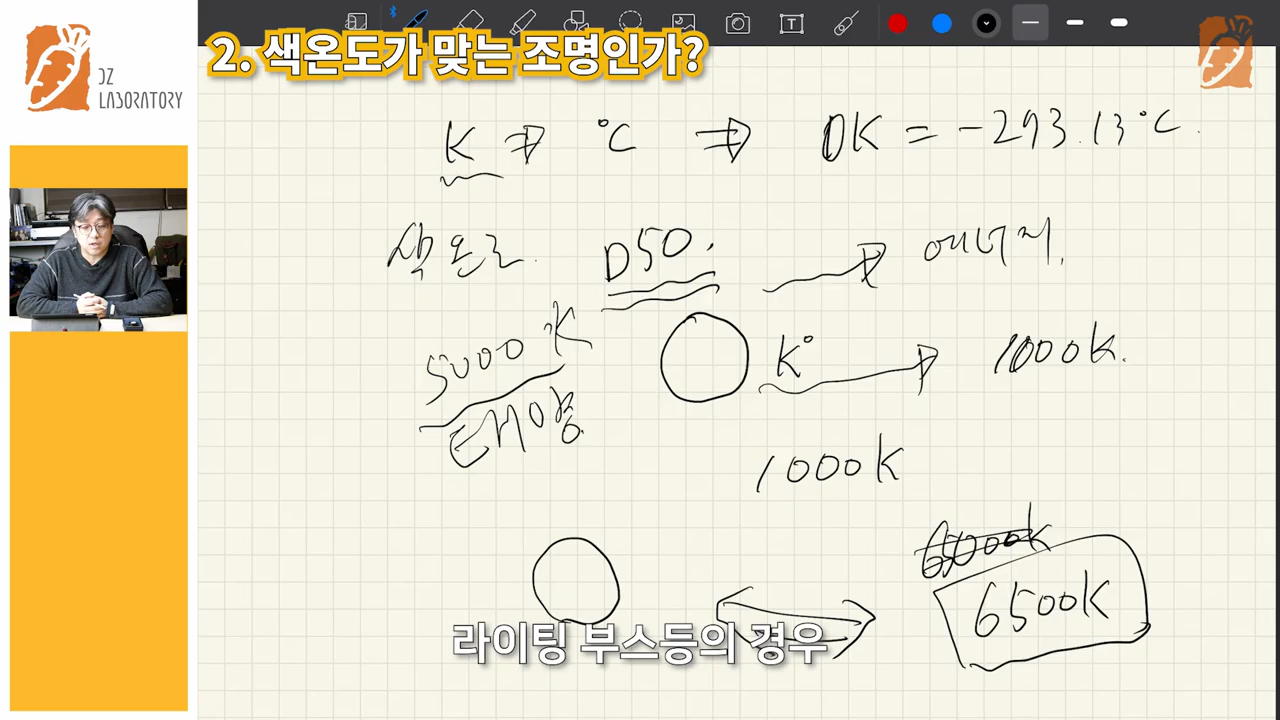 2. 색온도가 맞는 조명인가?
DZ
LABORATORY
K ⇒ °C ⇒ 0K = -293.13°C.
색온도. D50. → 에너지.
5000K
태양
K° → 1000K.
1000K
6500K
라이팅 부스등의 경우